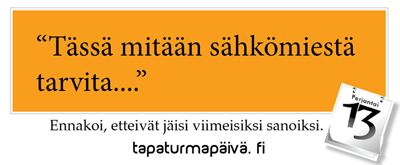 “Tässä mitään sähkömiestä
tarvita....”
Perjantai
13
Ennakoi, etteivät jäisi viimeisiksi sanoiksi.
tapaturmapäivä. fi